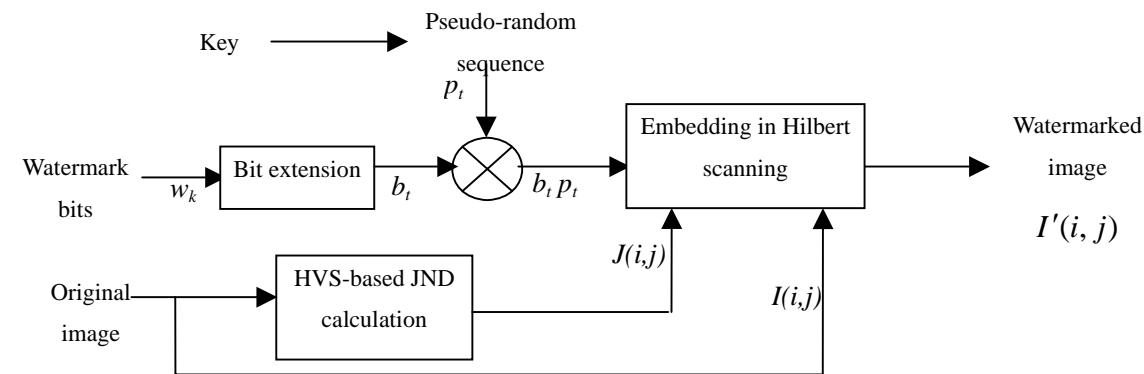 Key
Pseudo-random
sequence
p_t
Watermark
bits
w_k
Bit extension
b_t
b_t p_t
Embedding in Hilbert
scanning
Watermarked
image
I′(i, j)
Original
image
HVS-based JND
calculation
J(i,j)
I(i,j)